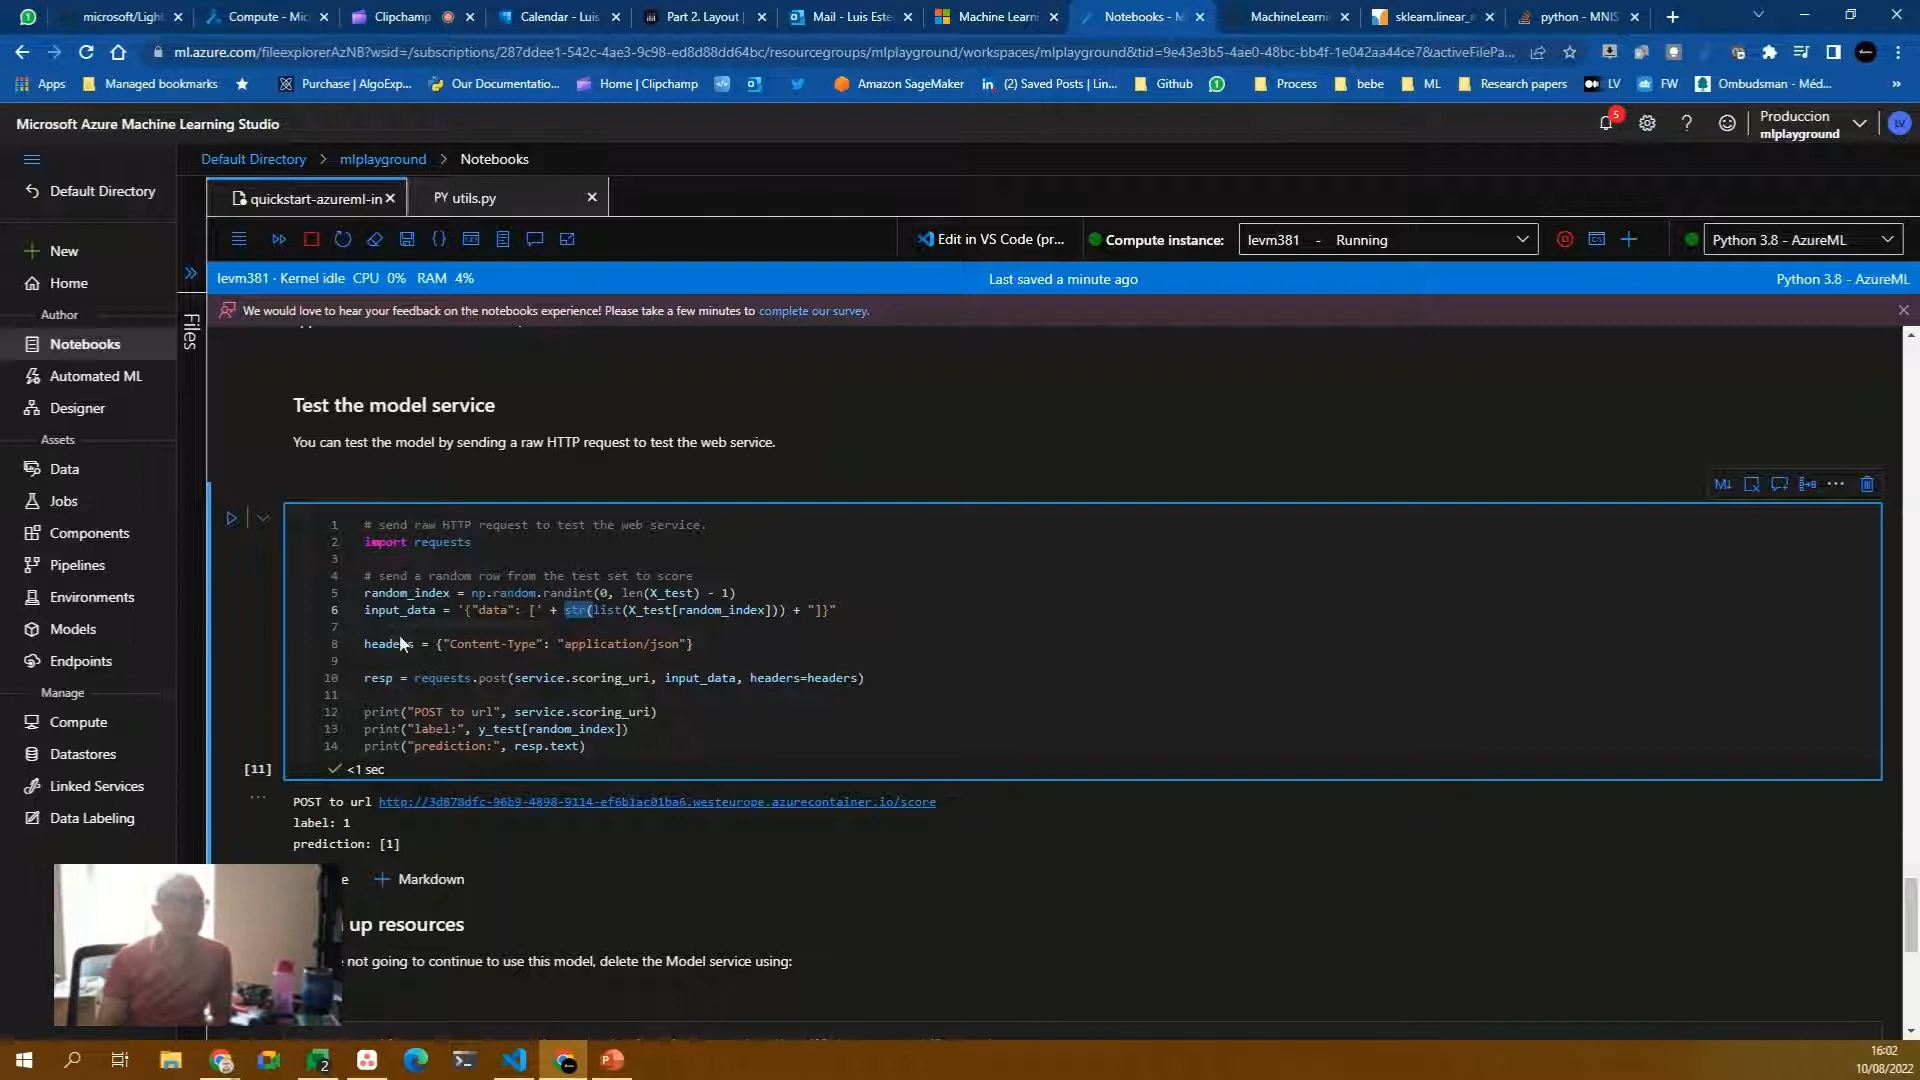 microsoft/Ligh
Compute - Mic
Clipchamp
Calendar - Luis
Part 2. Layout
Mail - Luis Este
Machine Learni
Notebooks - M
MachineLearni
sklearn.linear_r
python - MNIS
ml.azure.com/fileexplorerAzNB?wsid=/subscriptions/287ddee1-542c-4ae3-9c98-ed8d88dd64bc/resourcegroups/mlplayground/workspaces/mlplayground&tid=9e43e3b5-4ae0-48bc-bb4f-1e042aa44ce7&activeFilePa...
Apps
Managed bookmarks
Purchase | AlgoExp...
Our Documentatio...
Home | Clipchamp
Amazon SageMaker
(2) Saved Posts | Lin...
Github
Process
bebe
ML
Research papers
LV
FW
Ombudsman - Méd...
»
Microsoft Azure Machine Learning Studio
5
Produccion
mlplayground
LV
Default Directory > mlplayground > Notebooks
Default Directory
New
Home
Author
Notebooks
Automated ML
Designer
Assets
Data
Jobs
Components
Pipelines
Environments
Models
Endpoints
Manage
Compute
Datastores
Linked Services
Data Labeling
Files
quickstart-azureml-in
PY utils.py
Edit in VS Code (pr...
Compute instance:
levm381 - Running
Python 3.8 - AzureML
levm381 · Kernel idle CPU 0% RAM 4%
Last saved a minute ago
Python 3.8 - AzureML
We would love to hear your feedback on the notebooks experience! Please take a few minutes to complete our survey.
Test the model service
You can test the model by sending a raw HTTP request to test the web service.
M↓
1 # send raw HTTP request to test the web service.
2 import requests
3
4 # send a random row from the test set to score
5 random_index = np.random.randint(0, len(X_test) - 1)
6 input_data = '{"data": [' + str(list(X_test[random_index])) + "]}"
7
8 headers = {"Content-Type": "application/json"}
9
10 resp = requests.post(service.scoring_uri, input_data, headers=headers)
11
12 print("POST to url", service.scoring_uri)
13 print("label:", y_test[random_index])
14 print("prediction:", resp.text)
[11]
<1 sec
POST to url http://3d878dfc-96b9-4898-9114-ef6b1ac01ba6.westeurope.azurecontainer.io/score
label: 1
prediction: [1]
e
Markdown
up resources
not going to continue to use this model, delete the Model service using:
2
16:02
10/08/2022